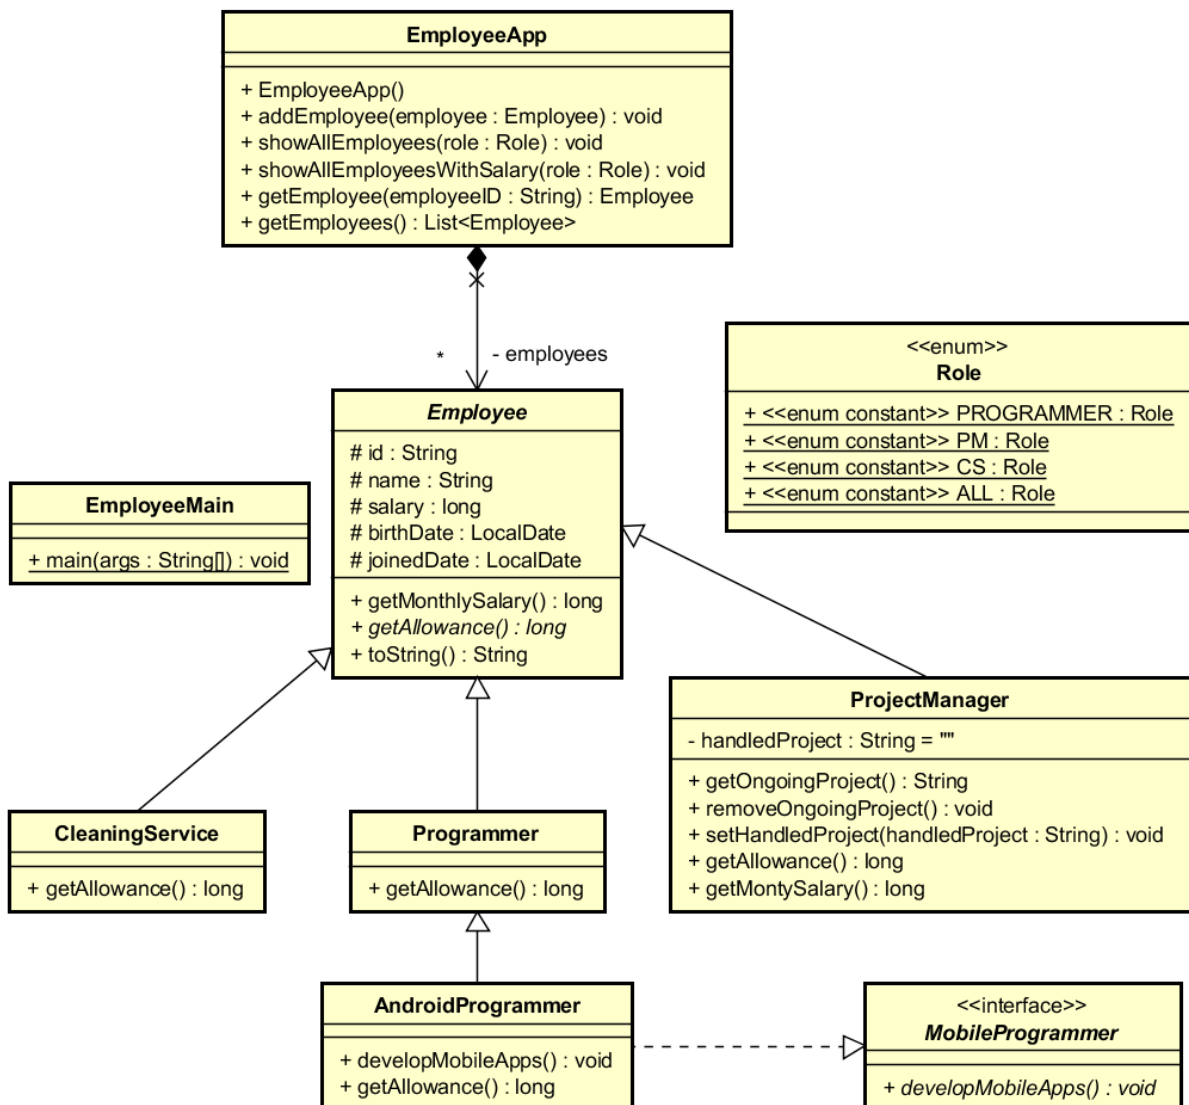 EmployeeApp
+ EmployeeApp()
+ addEmployee(employee : Employee) : void
+ showAllEmployees(role : Role) : void
+ showAllEmployeesWithSalary(role : Role) : void
+ getEmployee(employeeID : String) : Employee
+ getEmployees() : List<Employee>
*
- employees
<<enum>>
Role
+ <<enum constant>> PROGRAMMER : Role
+ <<enum constant>> PM : Role
+ <<enum constant>> CS : Role
+ <<enum constant>> ALL : Role
Employee
# id : String
# name : String
# salary : long
# birthDate : LocalDate
# joinedDate : LocalDate
+ getMonthlySalary() : long
+ getAllowance() : long
+ toString() : String
EmployeeMain
+ main(args : String[]) : void
ProjectManager
- handledProject : String = ""
+ getOngoingProject() : String
+ removeOngoingProject() : void
+ setHandledProject(handledProject : String) : void
+ getAllowance() : long
+ getMontySalary() : long
CleaningService
+ getAllowance() : long
Programmer
+ getAllowance() : long
AndroidProgrammer
+ developMobileApps() : void
+ getAllowance() : long
<<interface>>
MobileProgrammer
+ developMobileApps() : void